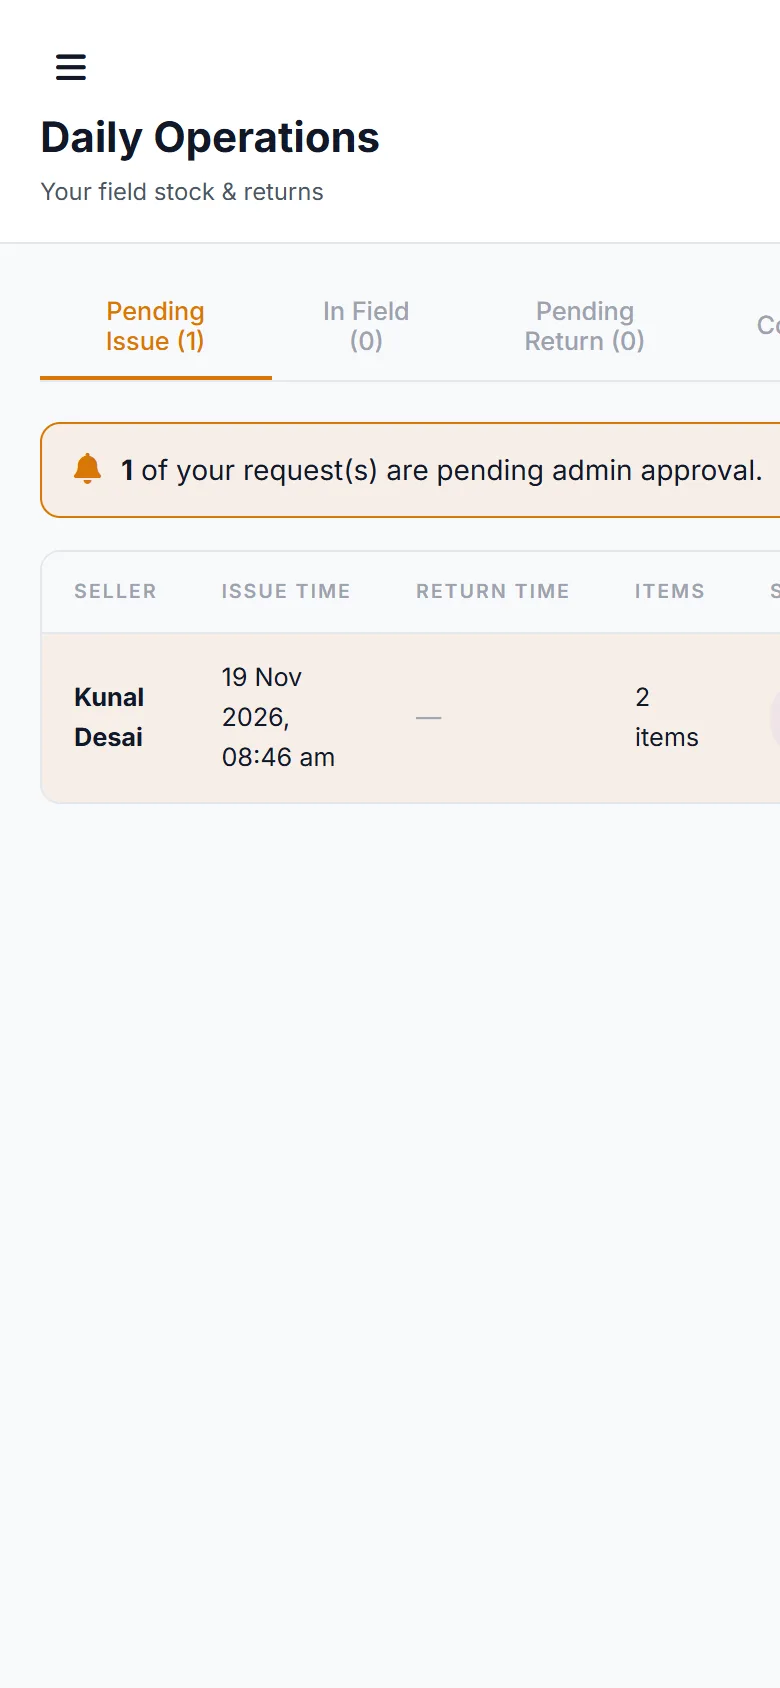 Daily Operations
Your field stock & returns
Pending
Issue (1)
In Field
(0)
Pending
Return (0)
1 of your request(s) are pending admin approval.
SELLER ISSUE TIME RETURN TIME ITEMS
Kunal
Desai
19 Nov
2026,
08:46 am
—
2
items